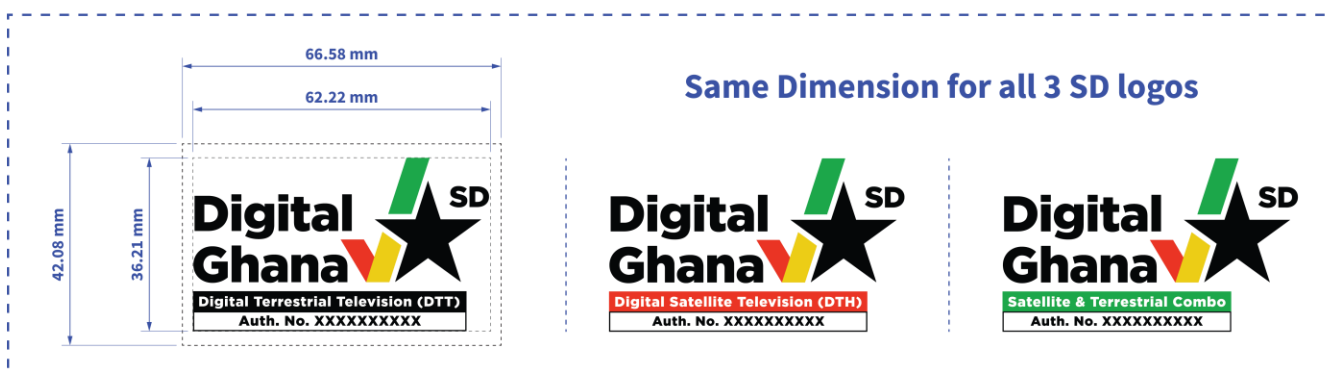 66.58 mm
62.22 mm
Same Dimension for all 3 SD logos
42.08 mm
36.21 mm
Digital
Ghana
SD
Digital Terrestrial Television (DTT)
Auth. No. XXXXXXXXXX
Digital
Ghana
SD
Digital Satellite Television (DTH)
Auth. No. XXXXXXXXXX
Digital
Ghana
SD
Satellite & Terrestrial Combo
Auth. No. XXXXXXXXXX